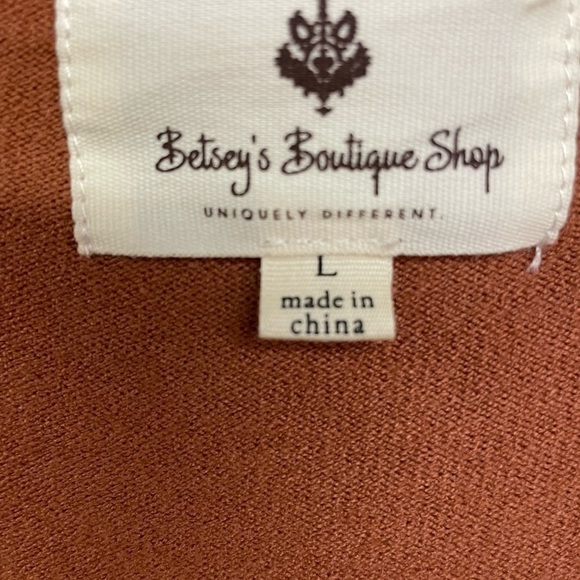 Betsey's Boutique Shop
UNIQUELY DIFFERENT.
L
made in
china